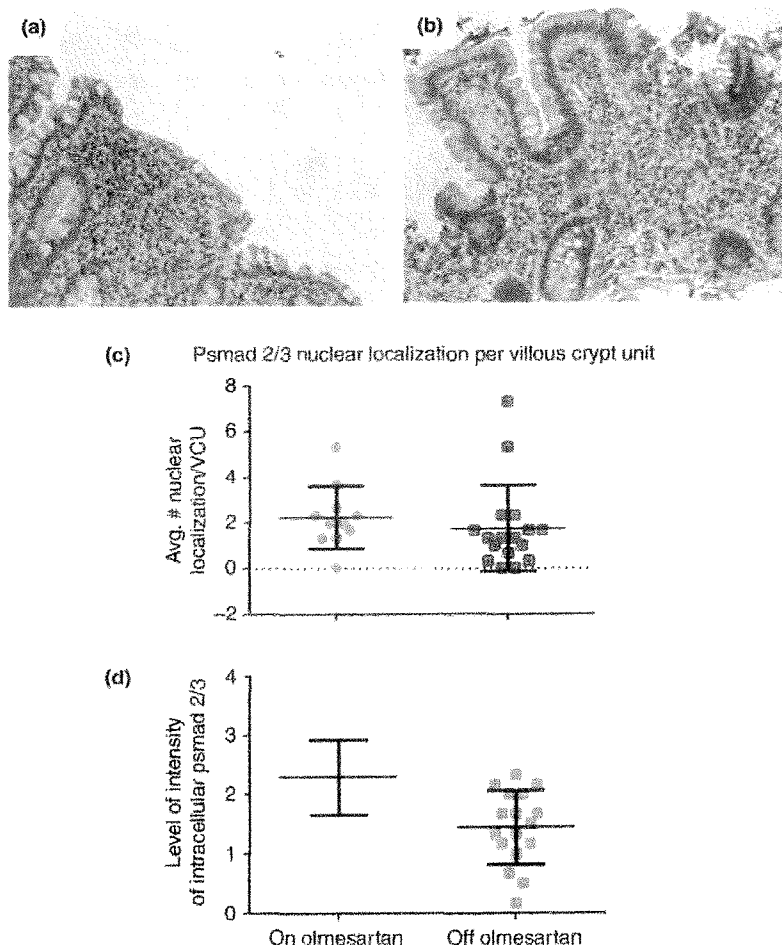 (a)
(b)
(c) Psmad 2/3 nuclear localization per villous crypt unit
Avg. # nuclear
localization/VCU
8
6
4
2
0
−2
(d)
Level of intensity
of intracellular psmad 2/3
4
3
2
1
0
On olmesartan Off olmesartan